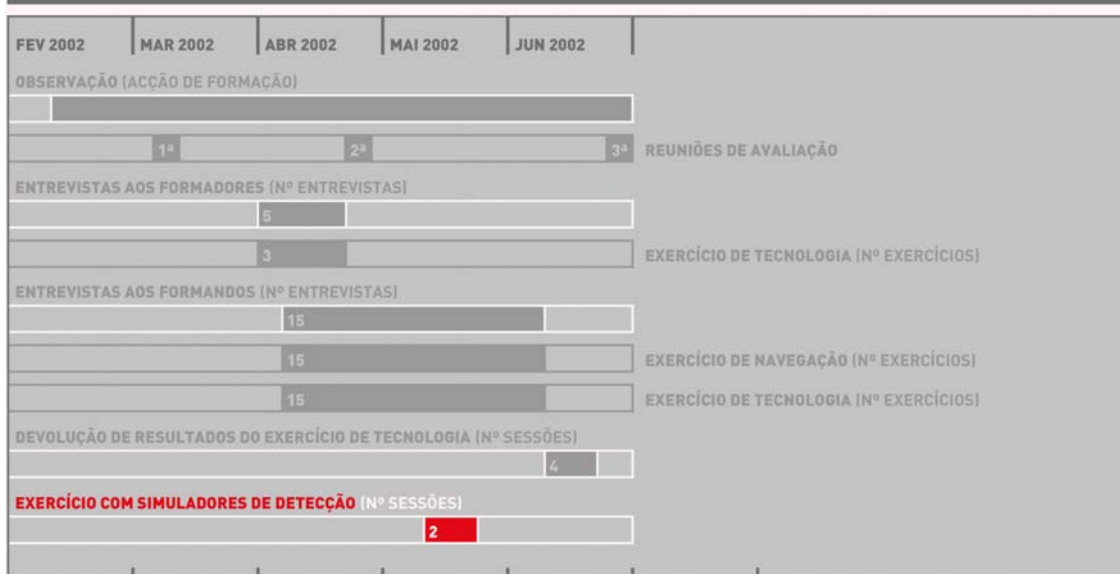 FEV 2002 MAR 2002 ABR 2002 MAI 2002 JUN 2002
OBSERVAÇÃO (ACÇÃO DE FORMAÇÃO)
1ª 2ª 3ª REUNIÕES DE AVALIAÇÃO
ENTREVISTAS AOS FORMADORES (Nº ENTREVISTAS)
5
3 EXERCÍCIO DE TECNOLOGIA (Nº EXERCÍCIOS)
ENTREVISTAS AOS FORMANDOS (Nº ENTREVISTAS)
15
15 EXERCÍCIO DE NAVEGAÇÃO (Nº EXERCÍCIOS)
15 EXERCÍCIO DE TECNOLOGIA (Nº EXERCÍCIOS)
DEVOLUÇÃO DE RESULTADOS DO EXERCÍCIO DE TECNOLOGIA (Nº SESSÕES)
4
EXERCÍCIO COM SIMULADORES DE DETECÇÃO (Nº SESSÕES)
2